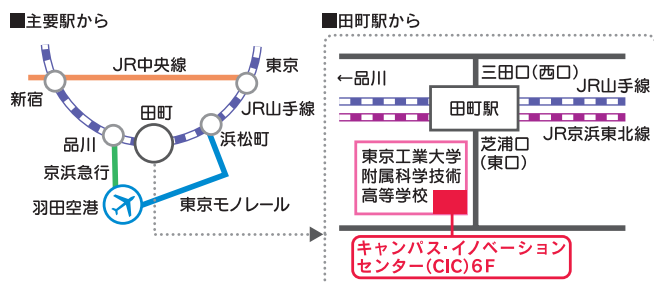 ■主要駅から
JR中央線
東京
新宿
田町
JR山手線
品川
浜松町
京浜急行
羽田空港
東京モノレール
■田町駅から
←品川
三田口(西口)
JR山手線
田町駅
JR京浜東北線
芝浦口
(東口)
東京工業大学
附属科学技術
高等学校
キャンパス・イノベーション
センター(CIC)6F